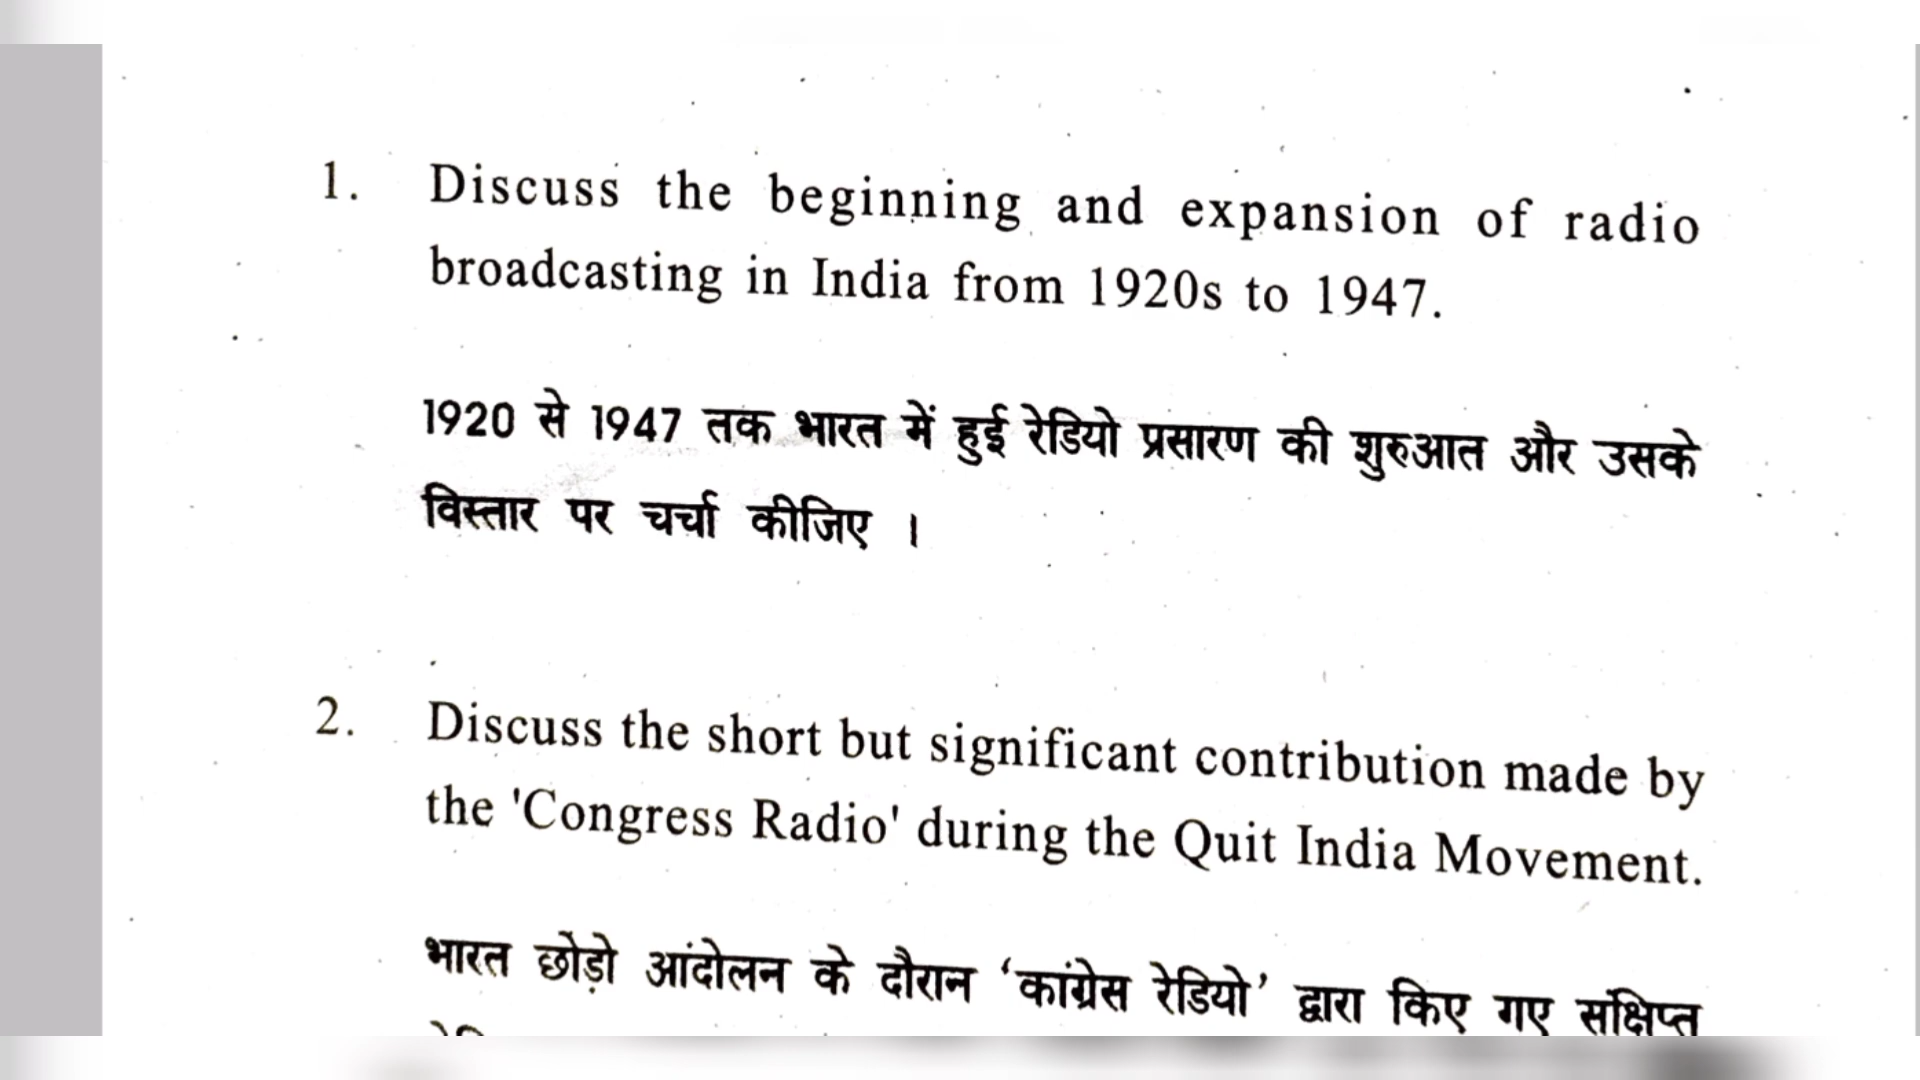 1. Discuss the beginning and expansion of radio
broadcasting in India from 1920s to 1947.
1920 से 1947 तक भारत में हुई रेडियो प्रसारण की शुरुआत और उसके
विस्तार पर चर्चा कीजिए ।
2. Discuss the short but significant contribution made by
the 'Congress Radio' during the Quit India Movement.
भारत छोड़ो आंदोलन के दौरान ‘कांग्रेस रेडियो’ द्वारा किए गए संक्षिप्त